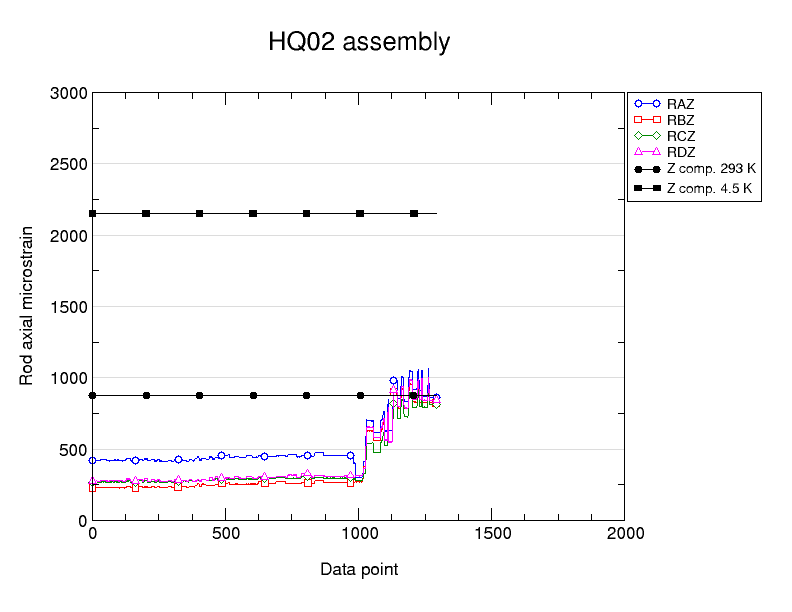 HQ02 assembly
3000
2500
2000
1500
1000
500
0
0 500 1000 1500 2000
Rod axial microstrain
Data point
RAZ
RBZ
RCZ
RDZ
Z comp. 293 K
Z comp. 4.5 K